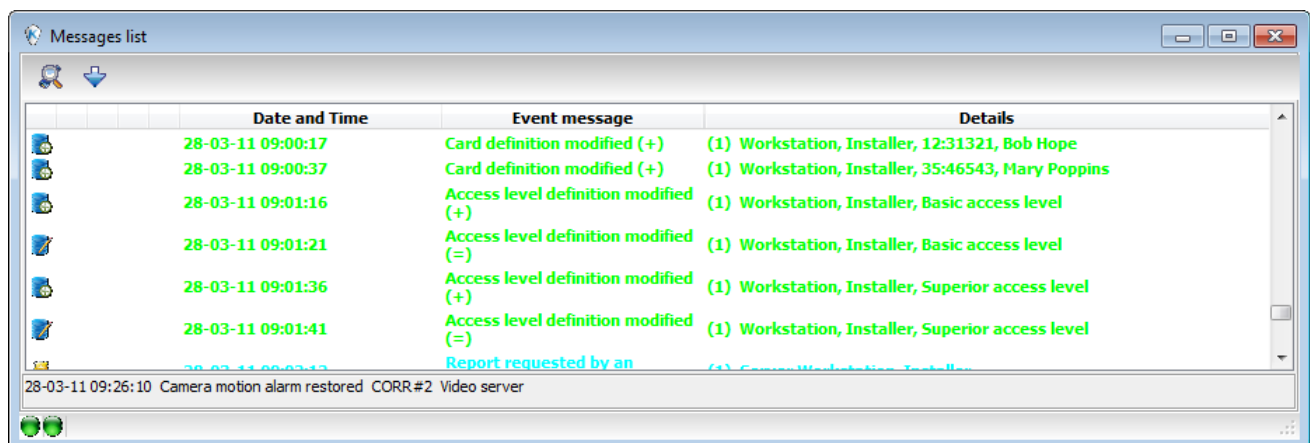 Messages list
Date and Time Event message Details
28-03-11 09:00:17 Card definition modified (+) (1) Workstation, Installer, 12:31321, Bob Hope
28-03-11 09:00:37 Card definition modified (+) (1) Workstation, Installer, 35:46543, Mary Poppins
28-03-11 09:01:16 Access level definition modified (1) Workstation, Installer, Basic access level
(+)
28-03-11 09:01:21 Access level definition modified (1) Workstation, Installer, Basic access level
(=)
28-03-11 09:01:36 Access level definition modified (1) Workstation, Installer, Superior access level
(+)
28-03-11 09:01:41 Access level definition modified (1) Workstation, Installer, Superior access level
(=)
Report requested by an
28-03-11 09:26:10 Camera motion alarm restored CORR#2 Video server